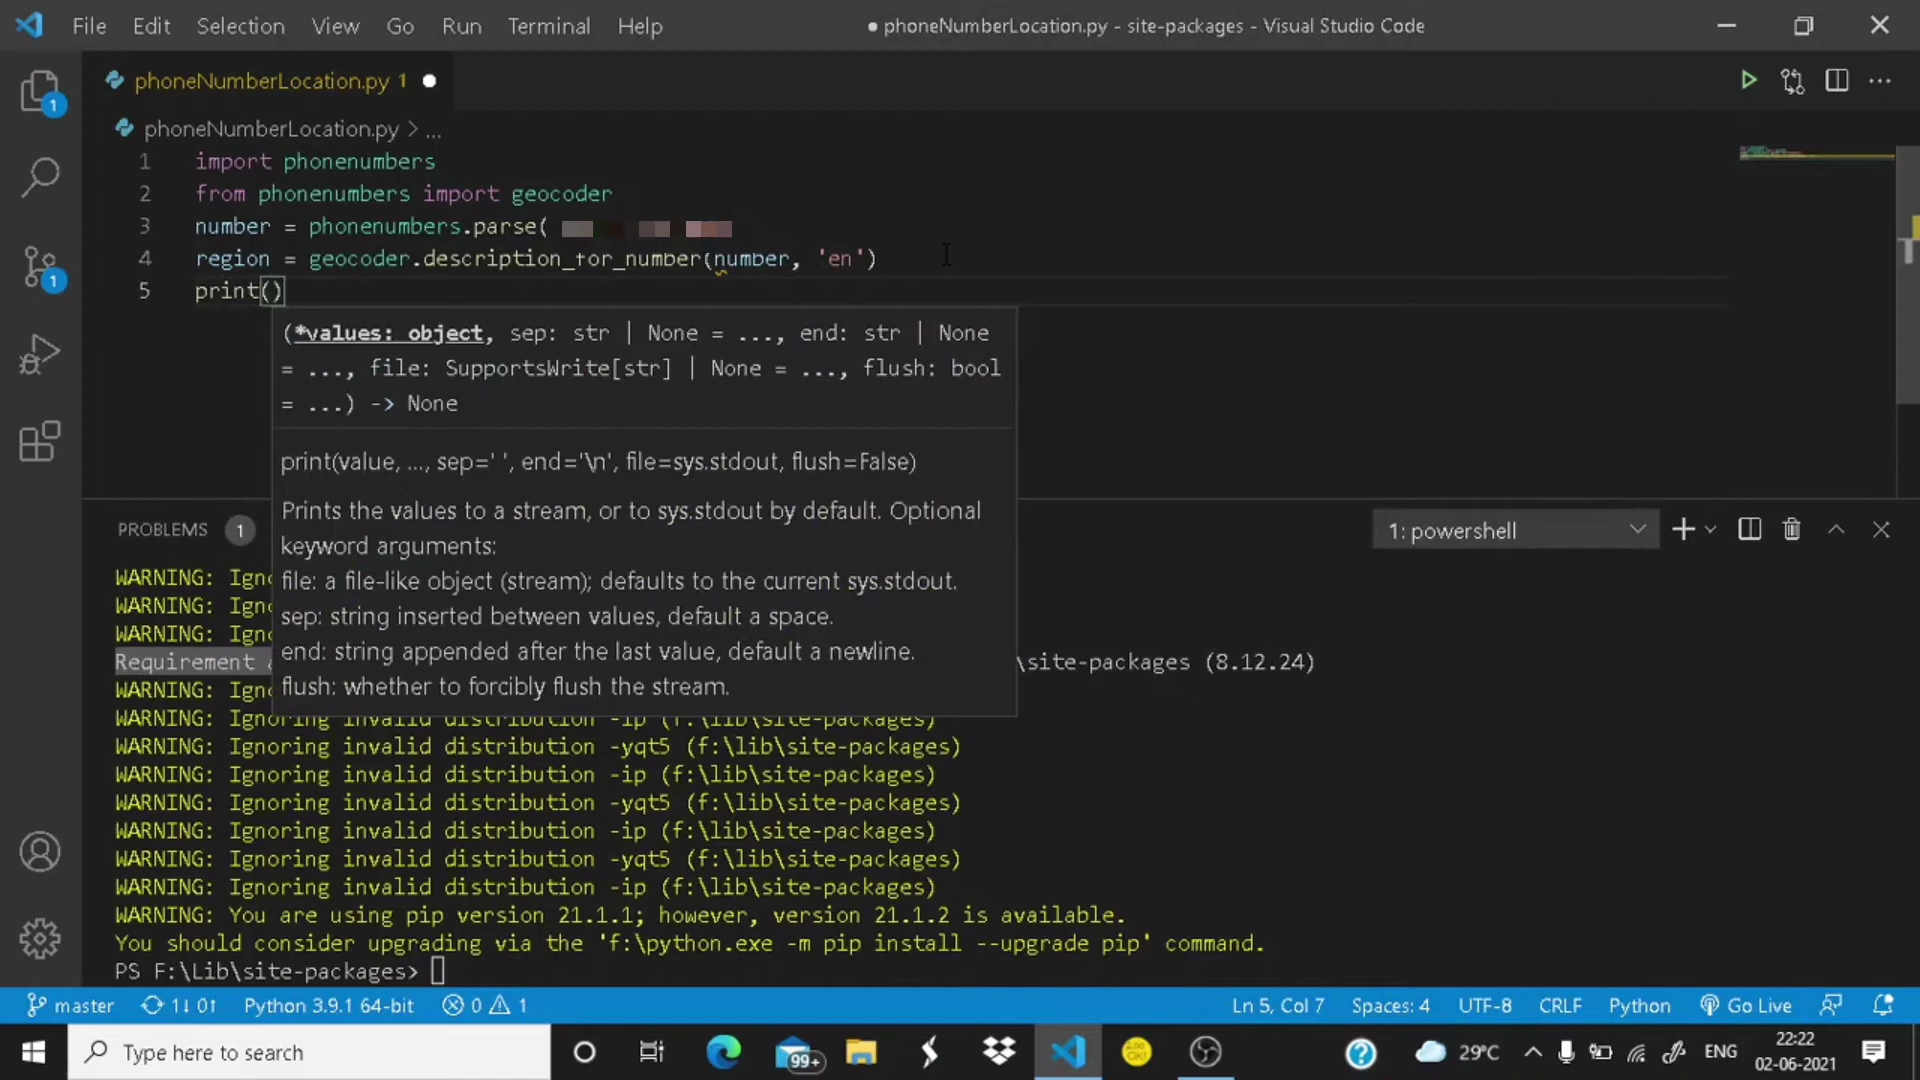 File Edit Selection View Go Run Terminal Help
● phoneNumberLocation.py - site-packages - Visual Studio Code
phoneNumberLocation.py 1 ●
phoneNumberLocation.py > ...
1 import phonenumbers
2 from phonenumbers import geocoder
3 number = phonenumbers.parse(
4 region = geocoder.description_for_number(number, 'en')
5 print()
(*values: object, sep: str | None = ..., end: str | None
= ..., file: SupportsWrite[str] | None = ..., flush: bool
= ...) -> None
print(value, ..., sep=' ', end='\n', file=sys.stdout, flush=False)
Prints the values to a stream, or to sys.stdout by default. Optional
keyword arguments:
file: a file-like object (stream); defaults to the current sys.stdout.
sep: string inserted between values, default a space.
end: string appended after the last value, default a newline.
flush: whether to forcibly flush the stream.
PROBLEMS 1
1: powershell
WARNING:
WARNING:
WARNING:
Requirement \site-packages (8.12.24)
WARNING:
WARNING: Ignoring invalid distribution -ip (f:\lib\site-packages)
WARNING: Ignoring invalid distribution -yqt5 (f:\lib\site-packages)
WARNING: Ignoring invalid distribution -ip (f:\lib\site-packages)
WARNING: Ignoring invalid distribution -yqt5 (f:\lib\site-packages)
WARNING: Ignoring invalid distribution -ip (f:\lib\site-packages)
WARNING: Ignoring invalid distribution -yqt5 (f:\lib\site-packages)
WARNING: Ignoring invalid distribution -ip (f:\lib\site-packages)
WARNING: You are using pip version 21.1.1; however, version 21.1.2 is available.
You should consider upgrading via the 'f:\python.exe -m pip install --upgrade pip' command.
PS F:\Lib\site-packages>
master 1↓ 0↑ Python 3.9.1 64-bit 0 1 Ln 5, Col 7 Spaces: 4 UTF-8 CRLF Python Go Live
Type here to search
99+
29°C
ENG
22:22
02-06-2021